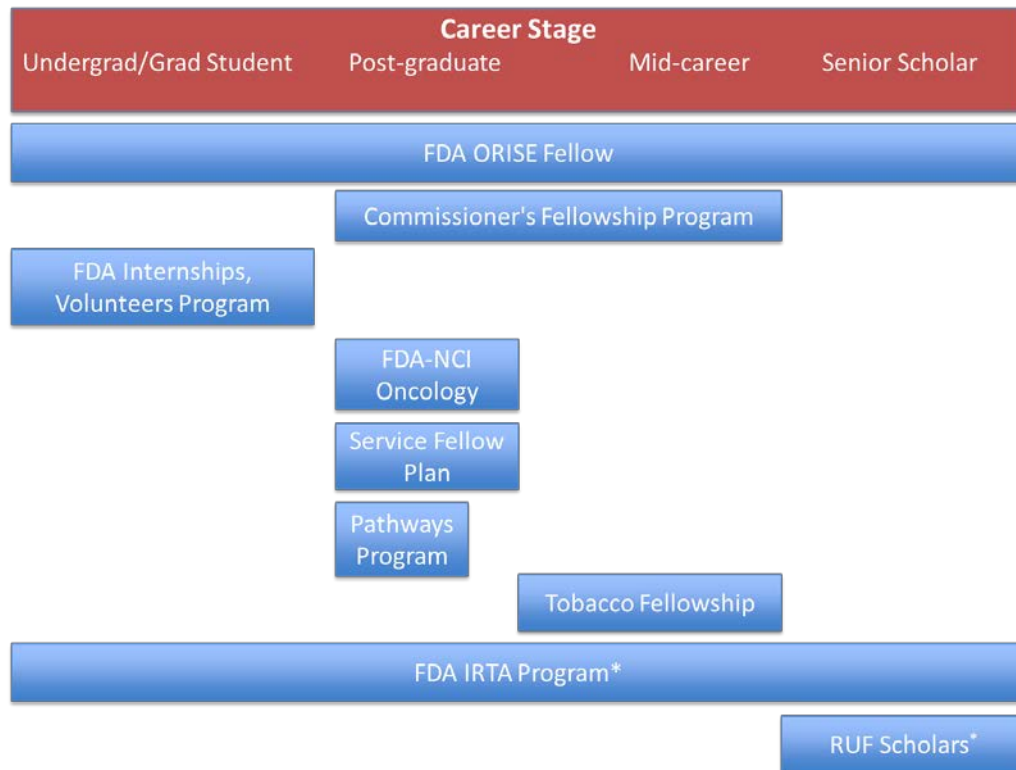 Career Stage
Undergrad/Grad Student Post-graduate Mid-career Senior Scholar
FDA ORISE Fellow
Commissioner's Fellowship Program
FDA Internships,
Volunteers Program
FDA-NCI
Oncology
Service Fellow
Plan
Pathways
Program
Tobacco Fellowship
FDA IRTA Program*
RUF Scholars*